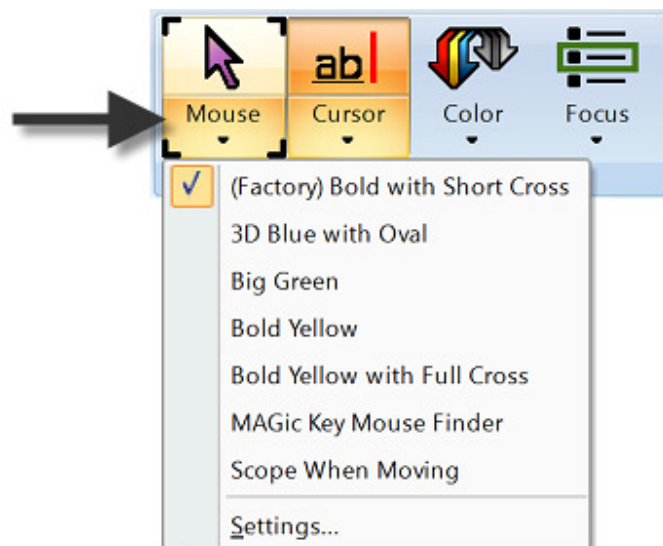 ab
Mouse Cursor Color Focus
(Factory) Bold with Short Cross
3D Blue with Oval
Big Green
Bold Yellow
Bold Yellow with Full Cross
MAGic Key Mouse Finder
Scope When Moving
Settings...